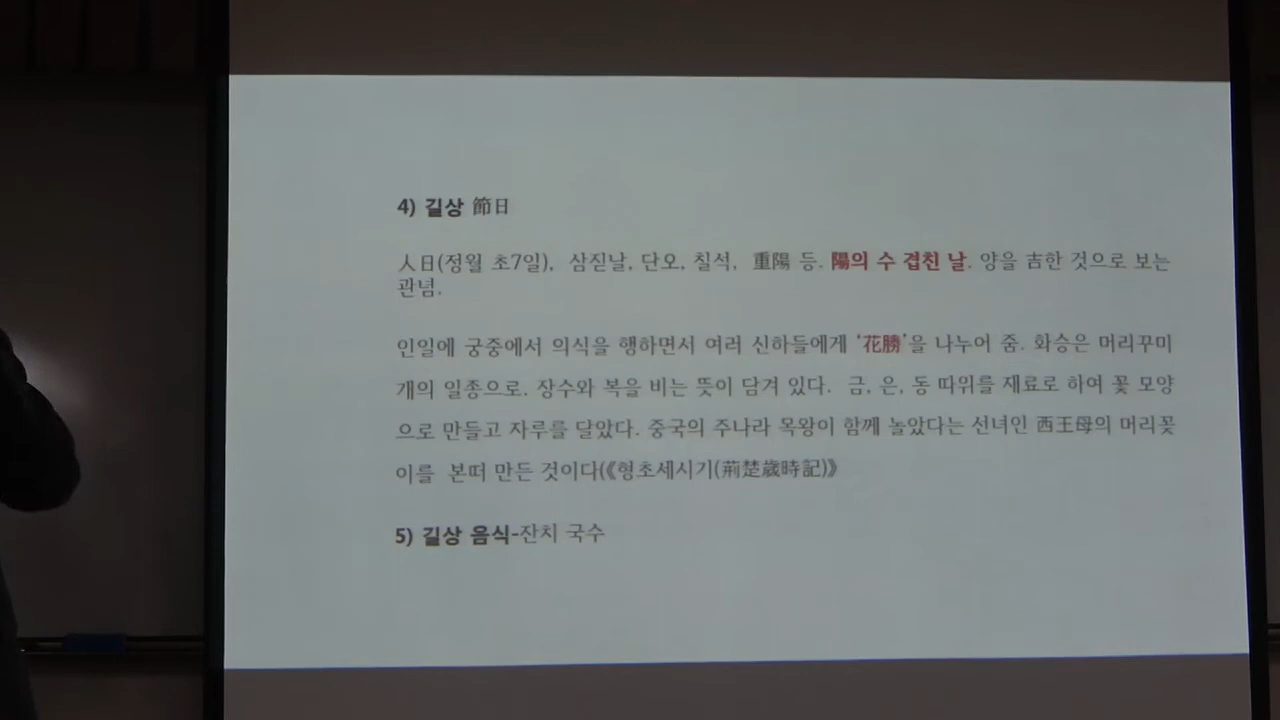 4) 길상 節日
人日(정월 초7일), 삼짇날, 단오, 칠석, 重陽 등. 陽의 수 겹친 날. 양을 吉한 것으로 보는
관념.
인일에 궁중에서 의식을 행하면서 여러 신하들에게 ‘花勝’을 나누어 줌. 화승은 머리꾸미
개의 일종으로. 장수와 복을 비는 뜻이 담겨 있다. 금, 은, 동 따위를 재료로 하여 꽃 모양
으로 만들고 자루를 달았다. 중국의 주나라 목왕이 함께 놀았다는 선녀인 西王母의 머리꽂
이를 본떠 만든 것이다(《형초세시기(荊楚歲時記)》
5) 길상 음식-잔치 국수